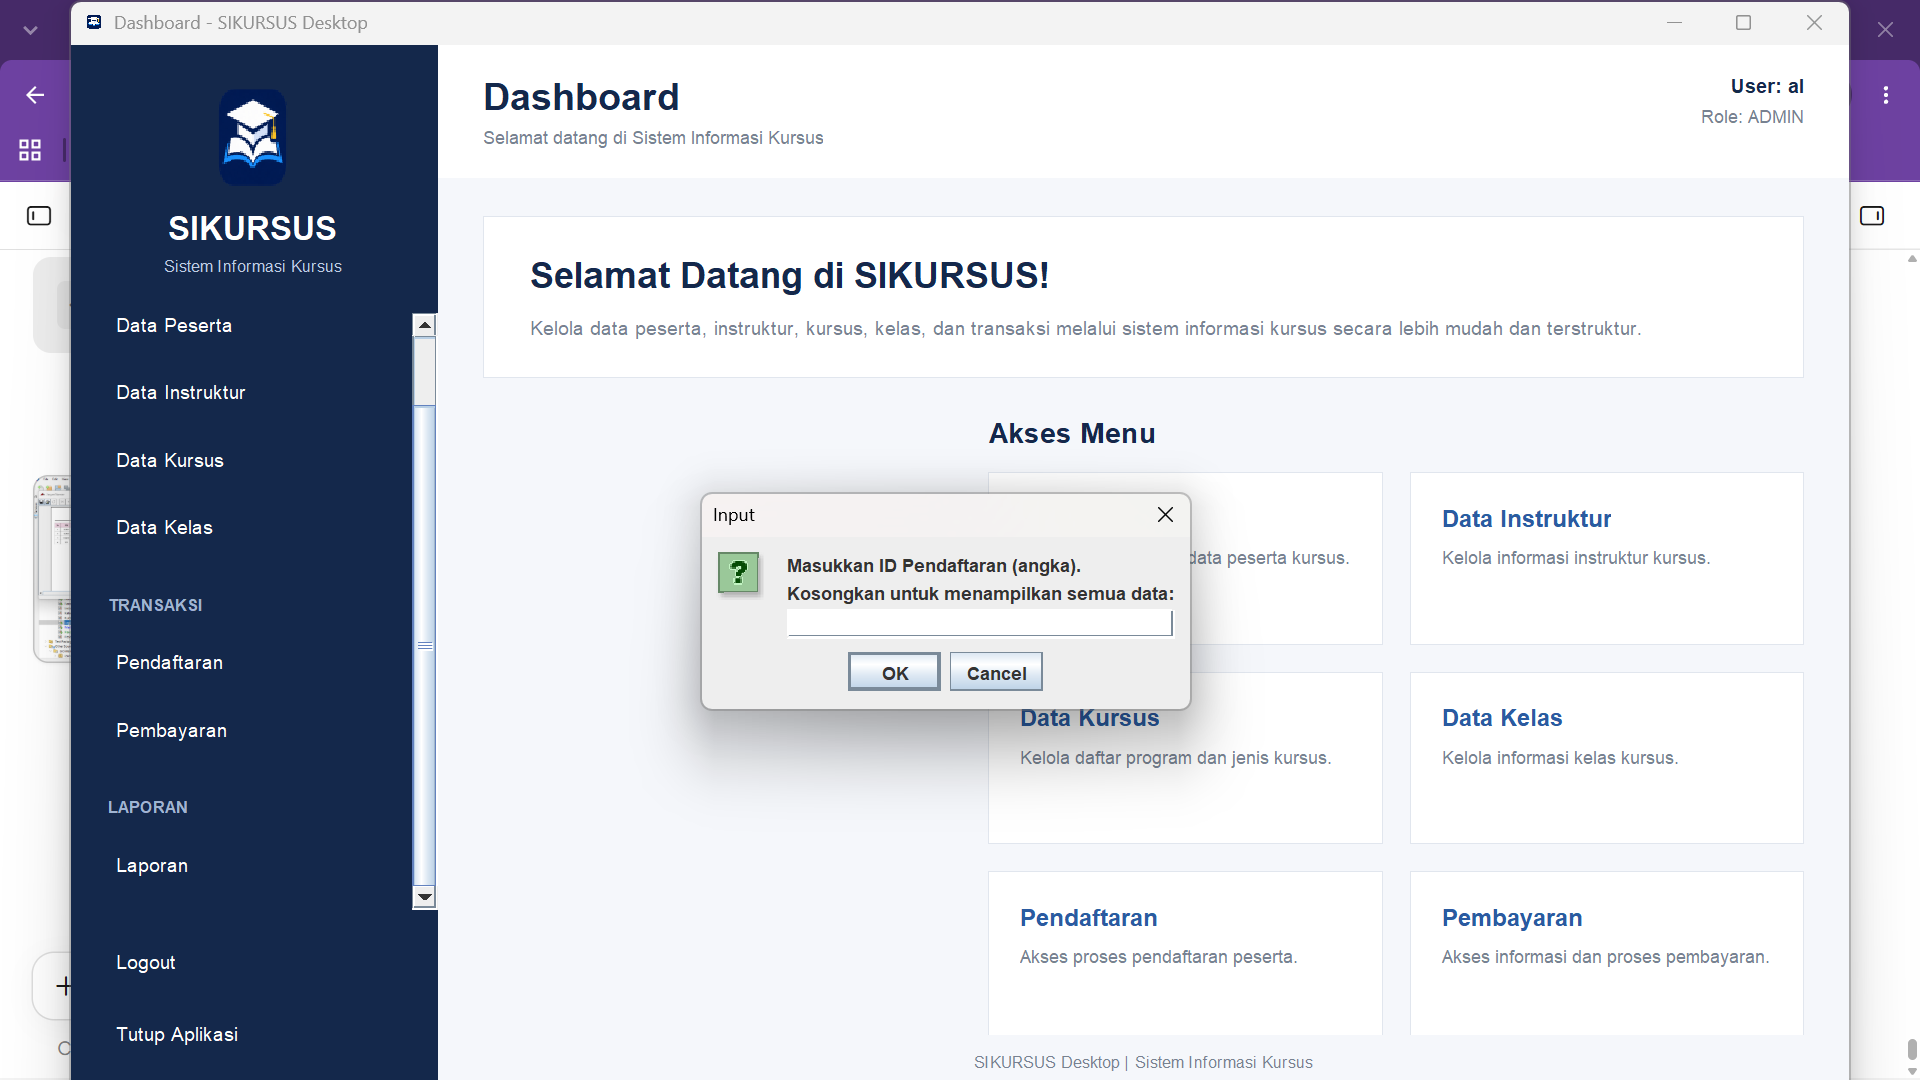 Dashboard - SIKURSUS Desktop
SIKURSUS
Sistem Informasi Kursus
Data Peserta
Data Instruktur
Data Kursus
Data Kelas
TRANSAKSI
Pendaftaran
Pembayaran
LAPORAN
Laporan
Logout
Tutup Aplikasi
Dashboard
Selamat datang di Sistem Informasi Kursus
User: al
Role: ADMIN
Selamat Datang di SIKURSUS!
Kelola data peserta, instruktur, kursus, kelas, dan transaksi melalui sistem informasi kursus secara lebih mudah dan terstruktur.
Akses Menu
data peserta kursus.
Data Instruktur
Kelola informasi instruktur kursus.
Input
Masukkan ID Pendaftaran (angka).
Kosongkan untuk menampilkan semua data:
OK
Cancel
Data Kursus
Kelola daftar program dan jenis kursus.
Data Kelas
Kelola informasi kelas kursus.
Pendaftaran
Akses proses pendaftaran peserta.
Pembayaran
Akses informasi dan proses pembayaran.
SIKURSUS Desktop | Sistem Informasi Kursus